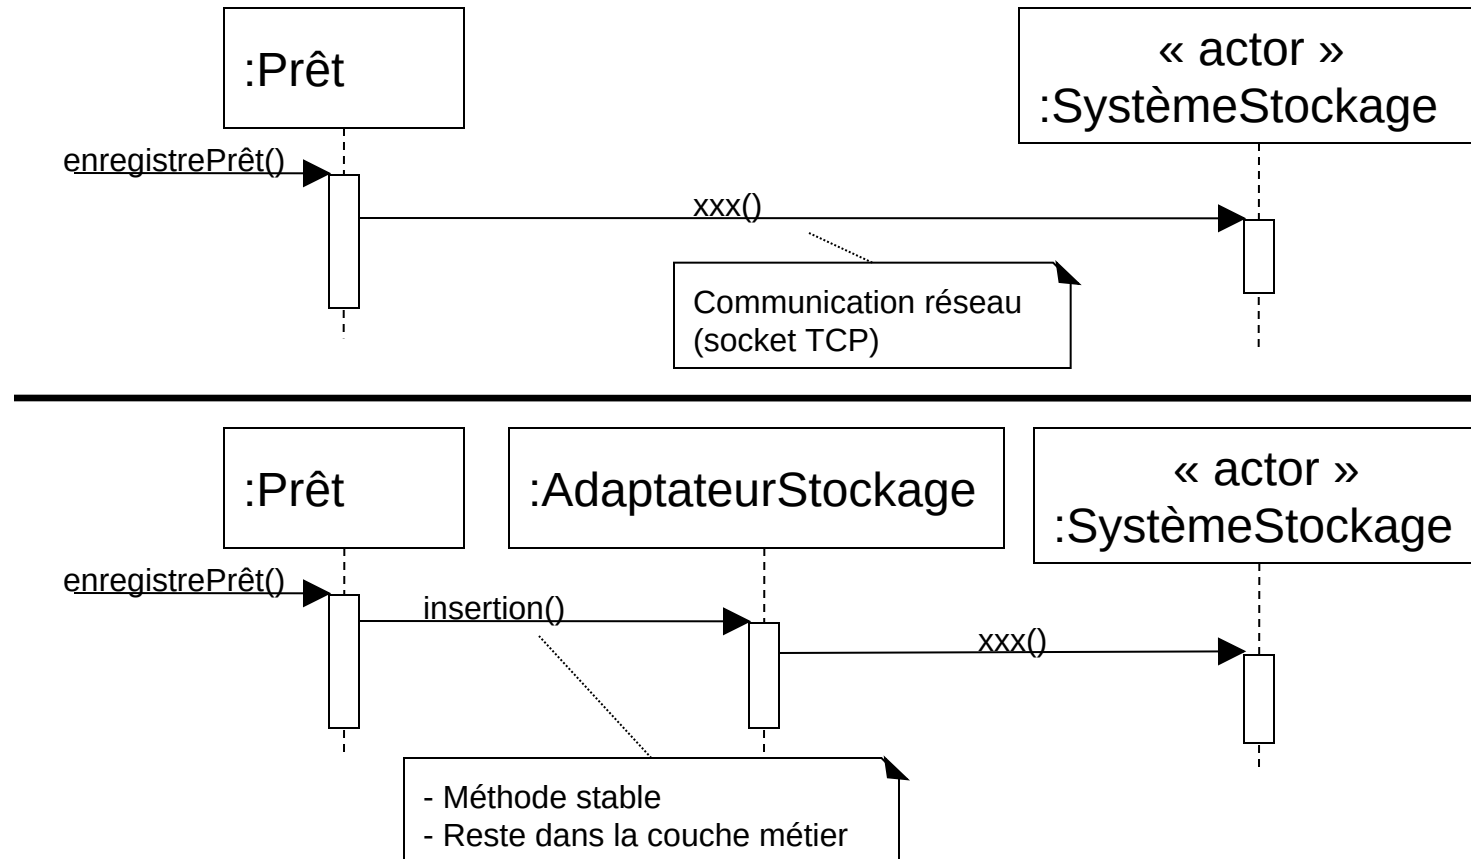 :Prêt
« actor »
:SystèmeStockage
enregistrePrêt()
xxx()
Communication réseau
(socket TCP)
:Prêt
:AdaptateurStockage
« actor »
:SystèmeStockage
enregistrePrêt()
insertion()
xxx()
- Méthode stable
- Reste dans la couche métier